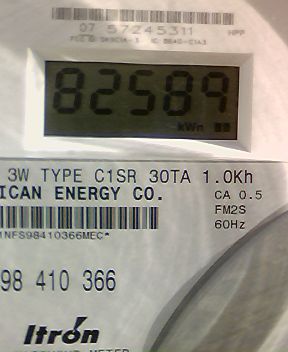 07 57245311 HPP
82589
kWh
3W TYPE C1SR 30TA 1.0Kh
ICAN ENERGY CO. CA 0.5
FM2S
60Hz
1NFS98410366MEC*
98 410 366
Itron